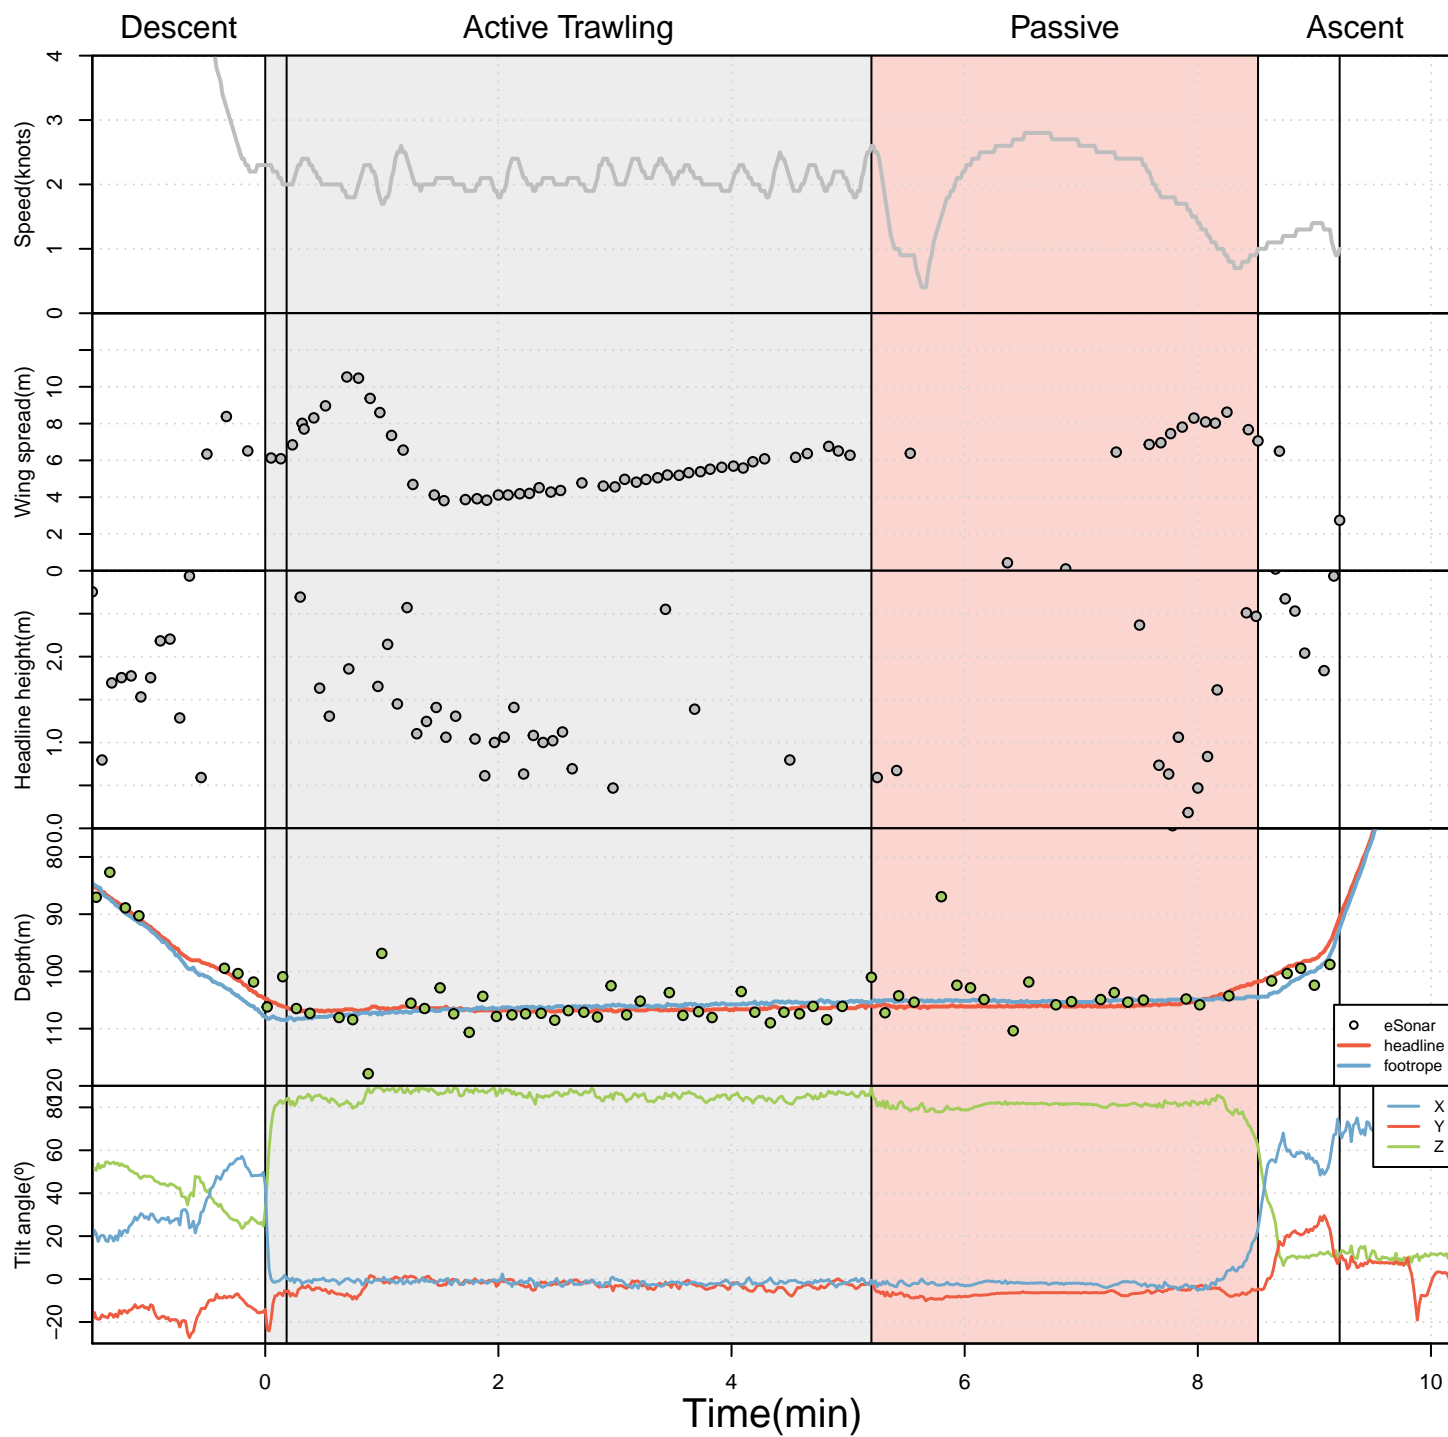 Descent Active Trawling Passive Ascent
Speed(knots)
4
3
2
1
0
Wing spread(m)
10
8
6
4
2
0
Headline height(m)
2.0
1.0
0.0
Depth(m)
80
90
100
110
120
eSonar
headline
footrope
Tilt angle(º)
80
60
40
20
0
−20
X
Y
Z
0 2 4 6 8 10
Time(min)